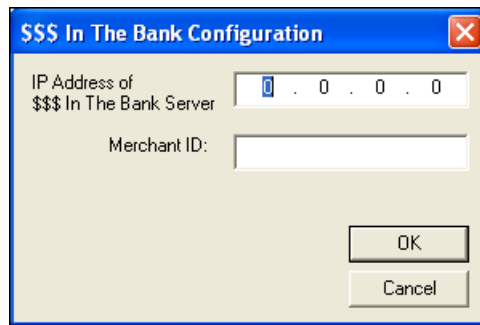 $$$ In The Bank Configuration
IP Address of
$$$ In The Bank Server
0 . 0 . 0 . 0
Merchant ID:
OK
Cancel